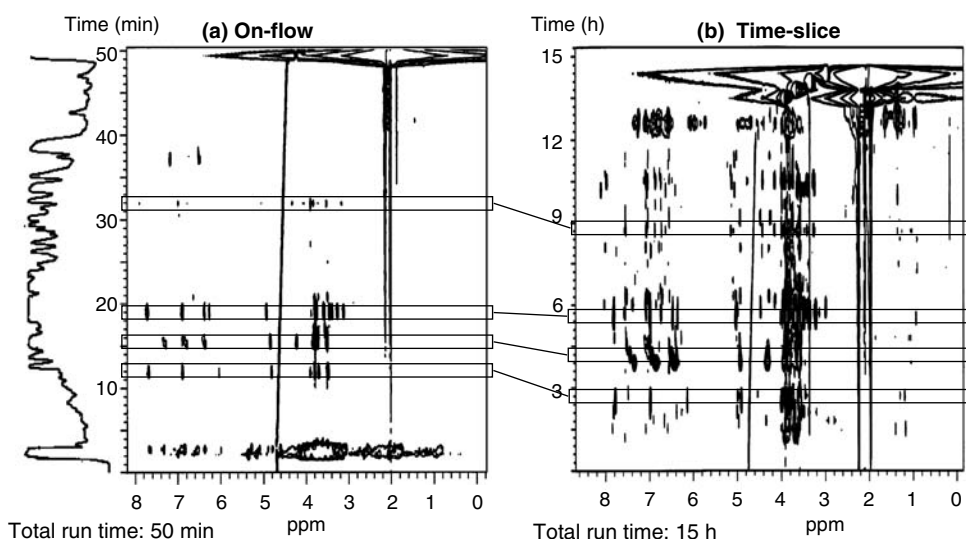 Time (min)
(a) On-flow
50
40
30
20
10
8 7 6 5 4 3 2 1 0
ppm
Total run time: 50 min
Time (h)
(b) Time-slice
15
12
9
6
3
8 7 6 5 4 3 2 1 0
ppm
Total run time: 15 h